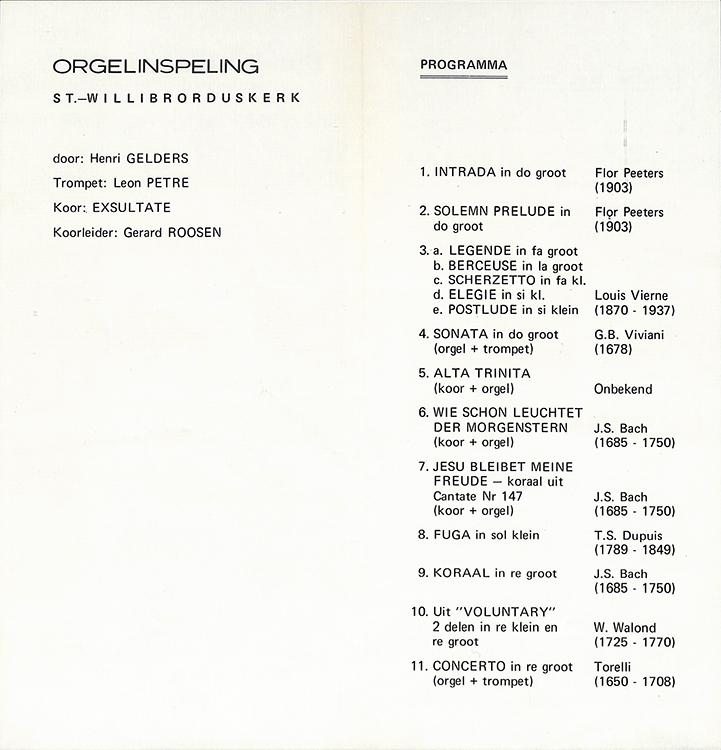 ORGELINSPELING
ST.-WILLIBRORDUSKERK
door: Henri GELDERS
Trompet: Leon PETRE
Koor: EXSULTATE
Koorleider: Gerard ROOSEN
PROGRAMMA
1. INTRADA in do groot Flor Peeters
(1903)
2. SOLEMN PRELUDE in Flor Peeters
do groot (1903)
3. a. LEGENDE in fa groot
b. BERCEUSE in la groot
c. SCHERZETTO in fa kl.
d. ELEGIE in si kl. Louis Vierne
e. POSTLUDE in si klein (1870 - 1937)
4. SONATA in do groot G.B. Viviani
(orgel + trompet) (1678)
5. ALTA TRINITA
(koor + orgel) Onbekend
6. WIE SCHON LEUCHTET
DER MORGENSTERN J.S. Bach
(koor + orgel) (1685 - 1750)
7. JESU BLEIBET MEINE
FREUDE — koraal uit
Cantate Nr 147 J.S. Bach
(koor + orgel) (1685 - 1750)
8. FUGA in sol klein T.S. Dupuis
(1789 - 1849)
9. KORAAL in re groot J.S. Bach
(1685 - 1750)
10. Uit "VOLUNTARY"
2 delen in re klein en W. Walond
re groot (1725 - 1770)
11. CONCERTO in re groot Torelli
(orgel + trompet) (1650 - 1708)